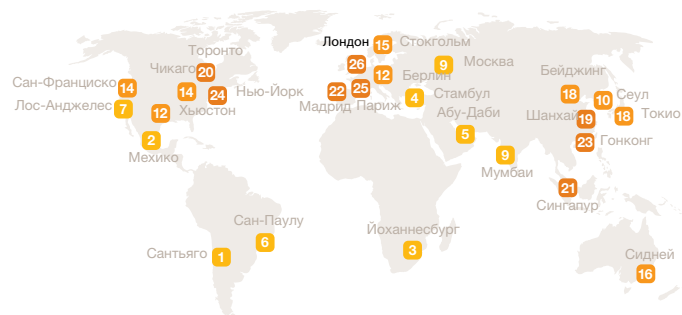 Торонто
Чикаго
20
Сан-Франциско
14
14
Нью-Йорк
24
Лос-Анджелес
7
12
Хьюстон
2
Мехико
Сан-Паулу
6
Сантьяго
1
Лондон
15
Стокгольм
26
9
Москва
12
Берлин
22
25
Мадрид
Париж
4
Стамбул
Абу-Даби
5
9
Мумбаи
Йоханнесбург
3
Бейджинг
18
10
Сеул
Шанхай
19
18
Токио
23
Гонконг
21
Сингапур
Сидней
16